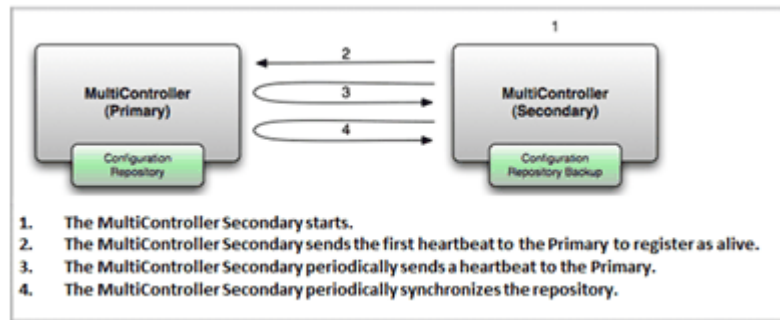 1
2
MultiController
(Primary)
3
MultiController
(Secondary)
4
Configuration
Repository
Configuration
Repository Backup
1. The MultiController Secondary starts.
2. The MultiController Secondary sends the first heartbeat to the Primary to register as alive.
3. The MultiController Secondary periodically sends a heartbeat to the Primary.
4. The MultiController Secondary periodically synchronizes the repository.